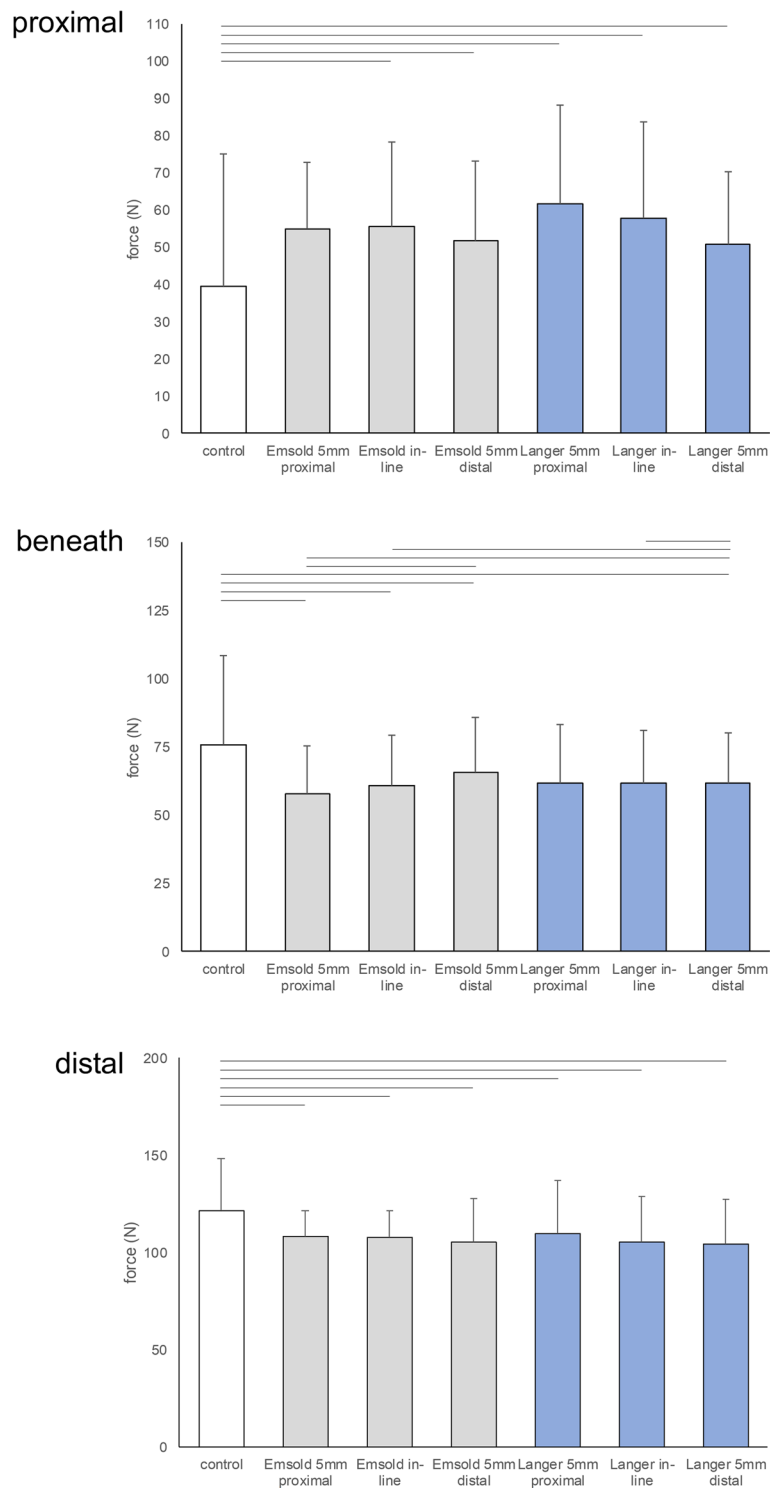 proximal
110
100
90
80
70
60
50
40
30
20
10
0
force (N)
control
Emsold 5mm
proximal
Emsold in-
line
Emsold 5mm
distal
Langer 5mm
proximal
Langer in-
line
Langer 5mm
distal
beneath
150
125
100
75
50
25
0
force (N)
control
Emsold 5mm
proximal
Emsold in-
line
Emsold 5mm
distal
Langer 5mm
proximal
Langer in-
line
Langer 5mm
distal
distal
200
150
100
50
0
force (N)
control
Emsold 5mm
proximal
Emsold in-
line
Emsold 5mm
distal
Langer 5mm
proximal
Langer in-
line
Langer 5mm
distal